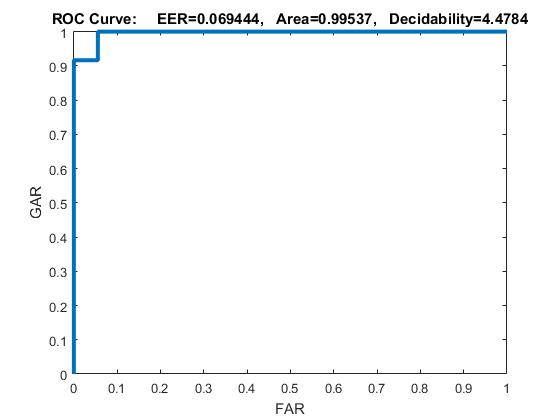 ROC Curve: EER=0.069444, Area=0.99537, Decidability=4.4784
1
0.9
0.8
0.7
0.6
0.5
0.4
0.3
0.2
0.1
0
GAR
0 0.1 0.2 0.3 0.4 0.5 0.6 0.7 0.8 0.9 1
FAR